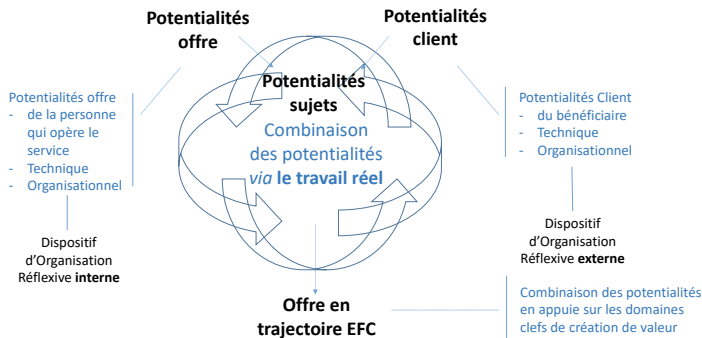 Potentialités
offre
Potentialités
client
Potentialités
sujets
Combinaison
des potentialités
via le travail réel
Potentialités offre
- de la personne
qui opère le
service
- Technique
- Organisationnel
Dispositif
d'Organisation
Réflexive interne
Potentialités Client
- du bénéficiaire
- Technique
- Organisationnel
Dispositif
d'Organisation
Réflexive externe
Offre en
trajectoire EFC
Combinaison des potentialités
en appuie sur les domaines
clefs de création de valeur